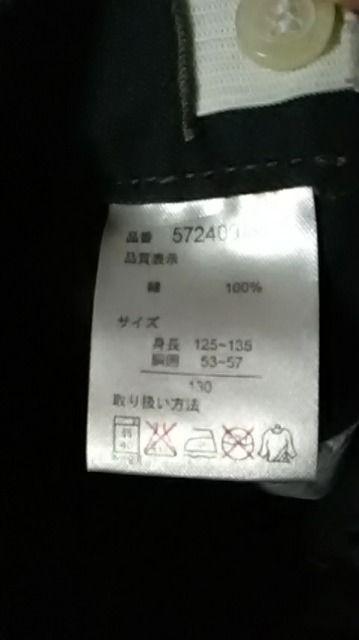 品番 572409
品質表示
綿 100%
サイズ
身長 125~135
胴囲 53~57
130
取り扱い方法